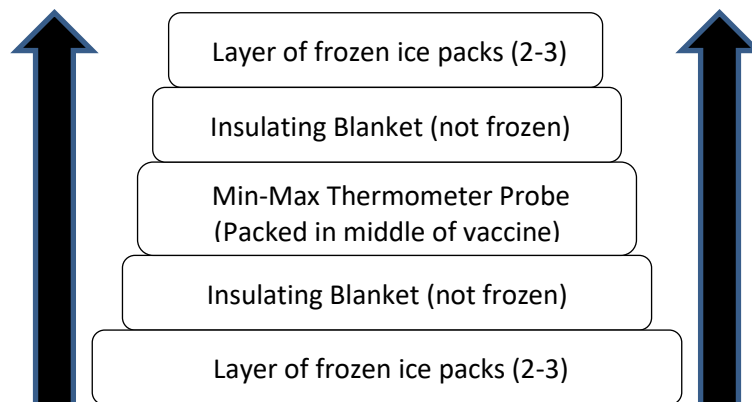 Layer of frozen ice packs (2-3)
Insulating Blanket (not frozen)
Min-Max Thermometer Probe
(Packed in middle of vaccine)
Insulating Blanket (not frozen)
Layer of frozen ice packs (2-3)